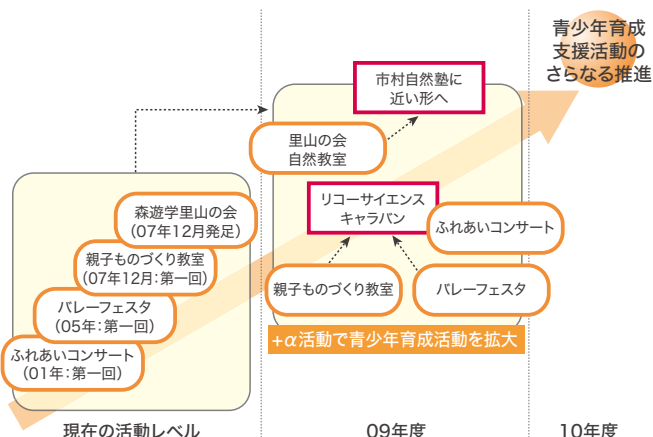 青少年育成
支援活動の
さらなる推進
市村自然塾に
近い形へ
里山の会
自然教室
森遊学里山の会
(07年12月発足)
リコーサイエンス
キャラバン
ふれあいコンサート
親子ものづくり教室
(07年12月:第一回)
親子ものづくり教室
バレーフェスタ
バレーフェスタ
(05年:第一回)
ふれあいコンサート
(01年:第一回)
+α活動で青少年育成活動を拡大
現在の活動レベル
09年度
10年度